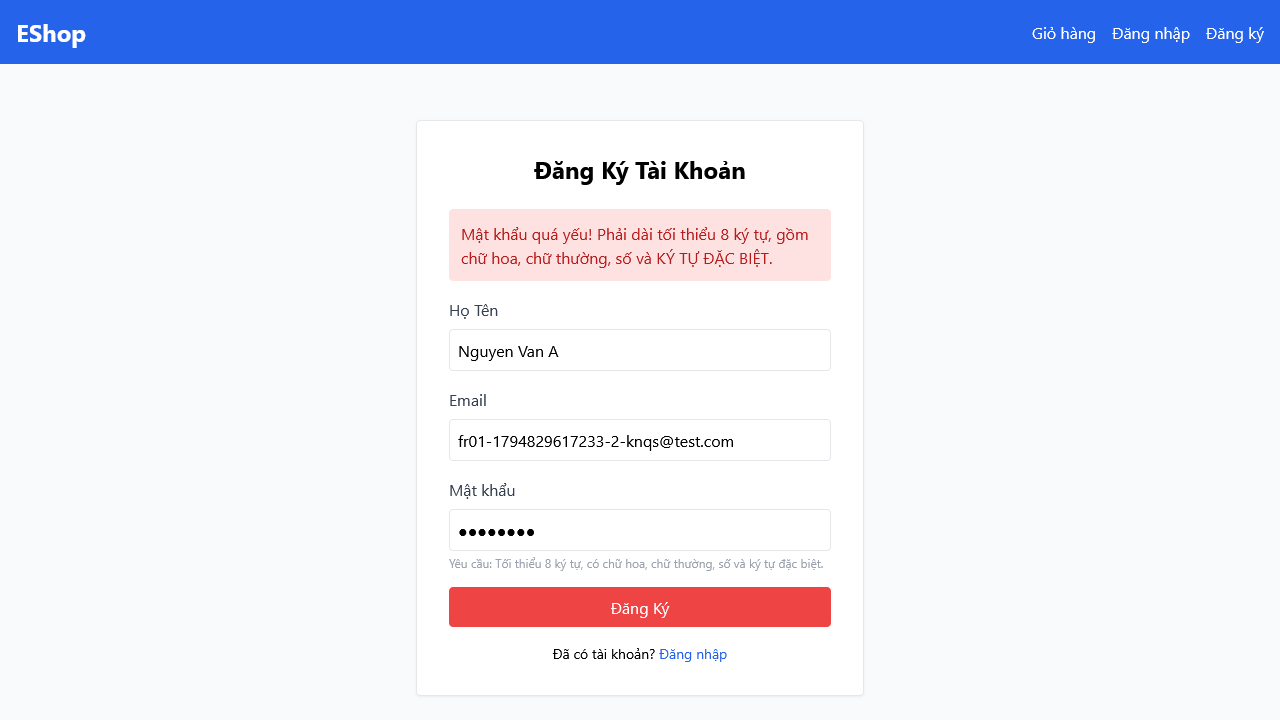 EShop
Giỏ hàng
Đăng nhập
Đăng ký
Đăng Ký Tài Khoản
Mật khẩu quá yếu! Phải dài tối thiểu 8 ký tự, gồm
chữ hoa, chữ thường, số và KÝ TỰ ĐẶC BIỆT.
Họ Tên
Nguyen Van A
Email
fr01-1794829617233-2-knqs@test.com
Mật khẩu
●●●●●●●●
Yêu cầu: Tối thiểu 8 ký tự, có chữ hoa, chữ thường, số và ký tự đặc biệt.
Đăng Ký
Đã có tài khoản? Đăng nhập